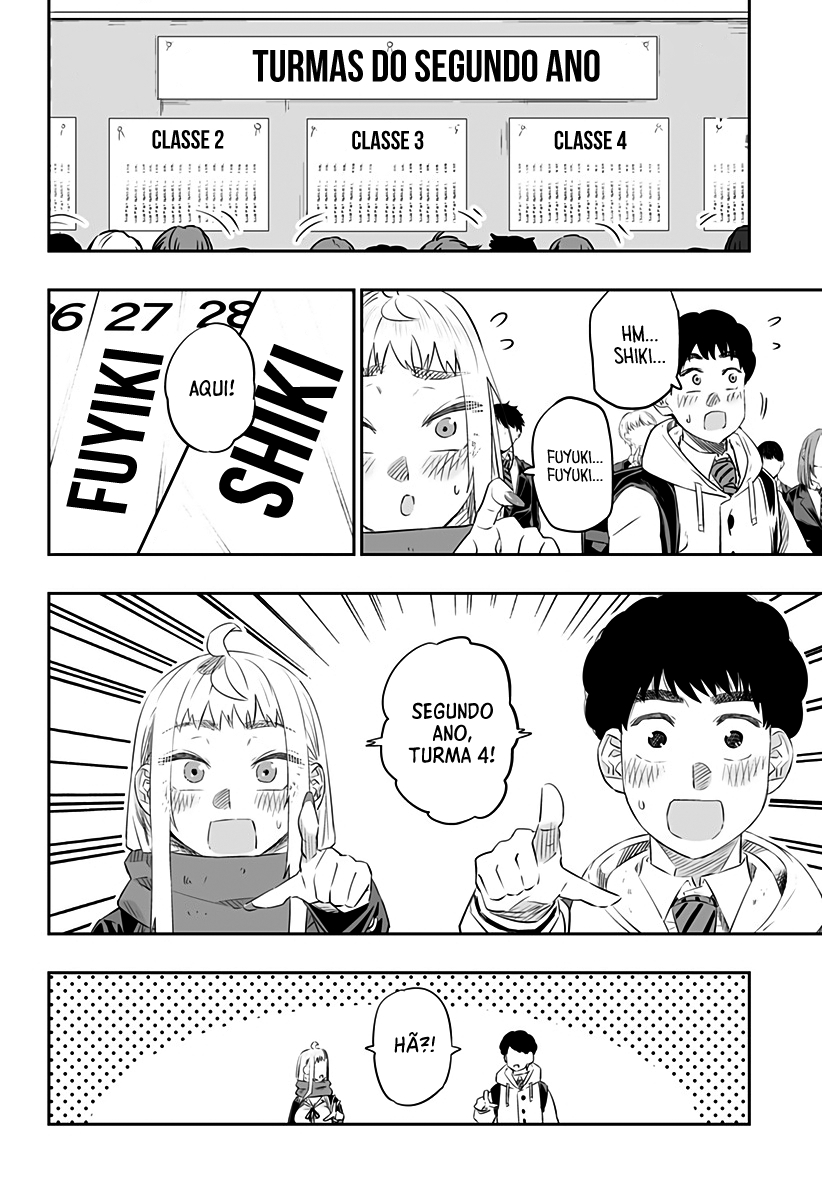 TURMAS DO SEGUNDO ANO
CLASSE 2
CLASSE 3
CLASSE 4
HM...
SHIKI...
FUYUKI...
FUYUKI...
26 27 28
FUYIKI
SHIKI
AQUI!
SEGUNDO
ANO,
TURMA 4!
HÃ?!